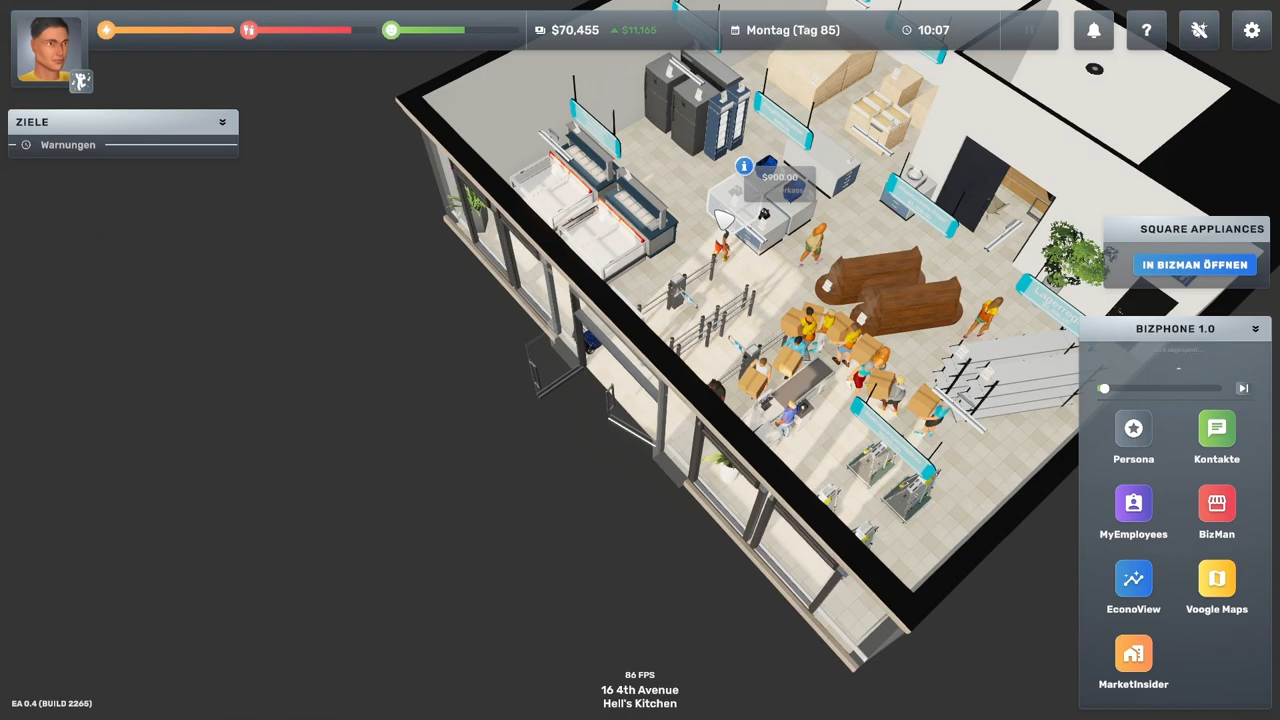 $70,455
$11,165
Montag (Tag 85)
10:07
?
ZIELE
Warnungen
$900.00
SQUARE APPLIANCES
IN BIZMAN ÖFFNEN
BIZPHONE 1.0
-
Persona
Kontakte
MyEmployees
BizMan
EconoView
Voogle Maps
MarketInsider
86 FPS
16 4th Avenue
Hell's Kitchen
EA 0.4 (BUILD 2265)